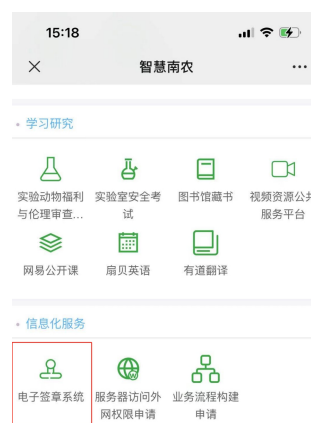 15:18
智慧南农
学习研究
实验动物福利 实验室安全考 图书馆藏书 视频资源公共
与伦理审查... 试 服务平台
网易公开课 扇贝英语 有道翻译
信息化服务
电子签章系统 服务器访问外 业务流程构建
网权限申请 申请